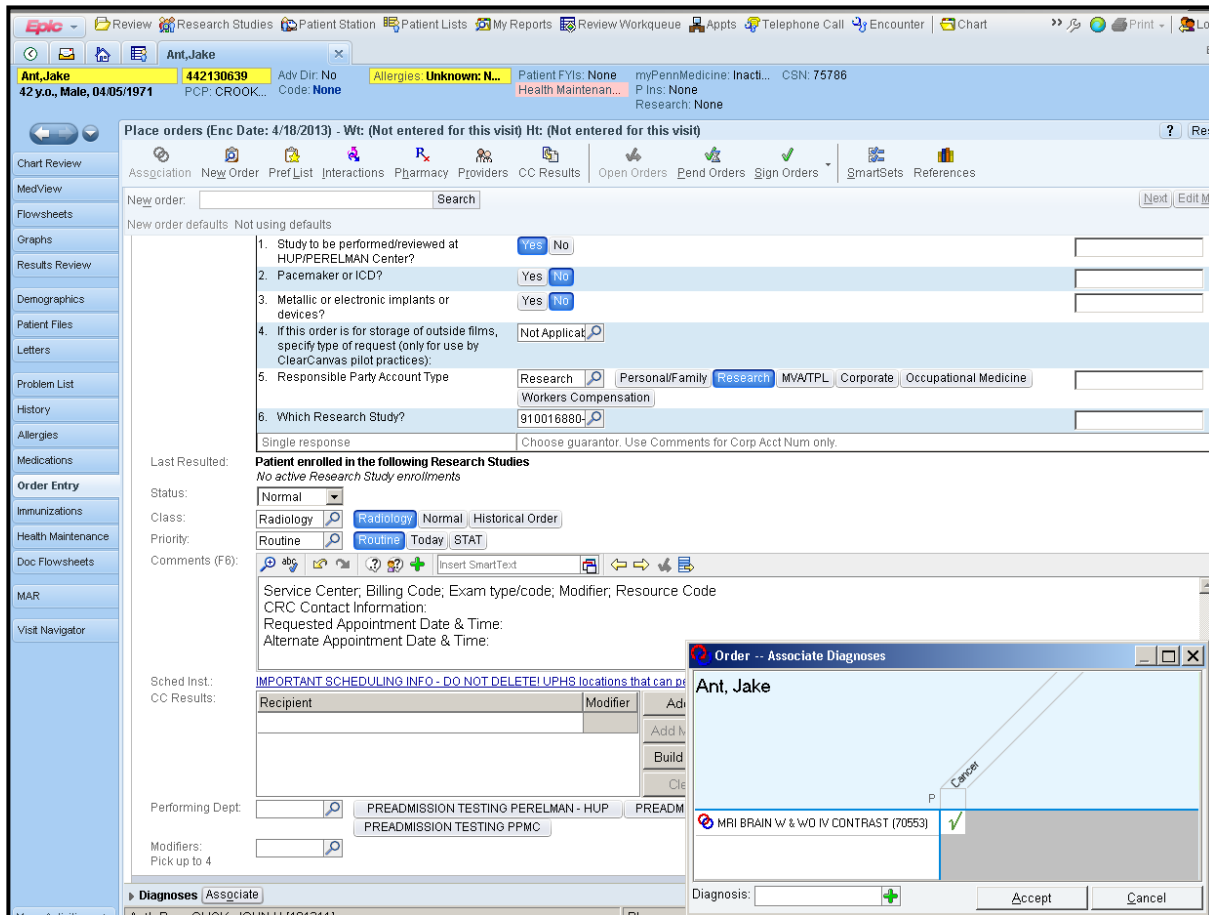 Epic Review Research Studies Patient Station Patient Lists My Reports Review Workqueue Appts Telephone Call Encounter Chart >> Print
Ant,Jake
Ant,Jake 442130639 Adv Dir: No Allergies: Unknown: N... Patient FYIs: None myPennMedicine: Inacti... CSN: 75786
42 y.o., Male, 04/05/1971 PCP: CROOK... Code: None Health Maintenan... P Ins: None
Research: None
Place orders (Enc Date: 4/18/2013) - Wt: (Not entered for this visit) Ht: (Not entered for this visit) ? Res
Association New Order Pref List Interactions Pharmacy Providers CC Results Open Orders Pend Orders Sign Orders SmartSets References
New order: Search Next Edit M
New order defaults Not using defaults
Chart Review
MedView
Flowsheets
Graphs
Results Review
Demographics
Patient Files
Letters
Problem List
History
Allergies
Medications
Order Entry
Immunizations
Health Maintenance
Doc Flowsheets
MAR
Visit Navigator
1. Study to be performed/reviewed at Yes No
HUP/PERELMAN Center?
2. Pacemaker or ICD? Yes No
3. Metallic or electronic implants or Yes No
devices?
4. If this order is for storage of outside films, Not Applicab
specify type of request (only for use by
ClearCanvas pilot practices):
5. Responsible Party Account Type Research Personal/Family Research MVA/TPL Corporate Occupational Medicine
Workers Compensation
6. Which Research Study? 910016880-
Single response Choose guarantor. Use Comments for Corp Acct Num only.
Last Resulted: Patient enrolled in the following Research Studies
No active Research Study enrollments
Status: Normal
Class: Radiology Radiology Normal Historical Order
Priority: Routine Routine Today STAT
Comments (F6): abc Insert SmartText
Service Center; Billing Code; Exam type/code; Modifier; Resource Code
CRC Contact Information:
Requested Appointment Date & Time:
Alternate Appointment Date & Time:
Sched Inst.: IMPORTANT SCHEDULING INFO - DO NOT DELETE! UPHS locations that can pe
CC Results: Recipient Modifier Add
Add M
Build
Cle
Performing Dept: PREADMISSION TESTING PERELMAN - HUP PREADM
PREADMISSION TESTING PPMC
Modifiers:
Pick up to 4
Diagnoses Associate
Order -- Associate Diagnoses
Ant, Jake
Cancer
P
MRI BRAIN W & WO IV CONTRAST (70553)
Diagnosis: Accept Cancel